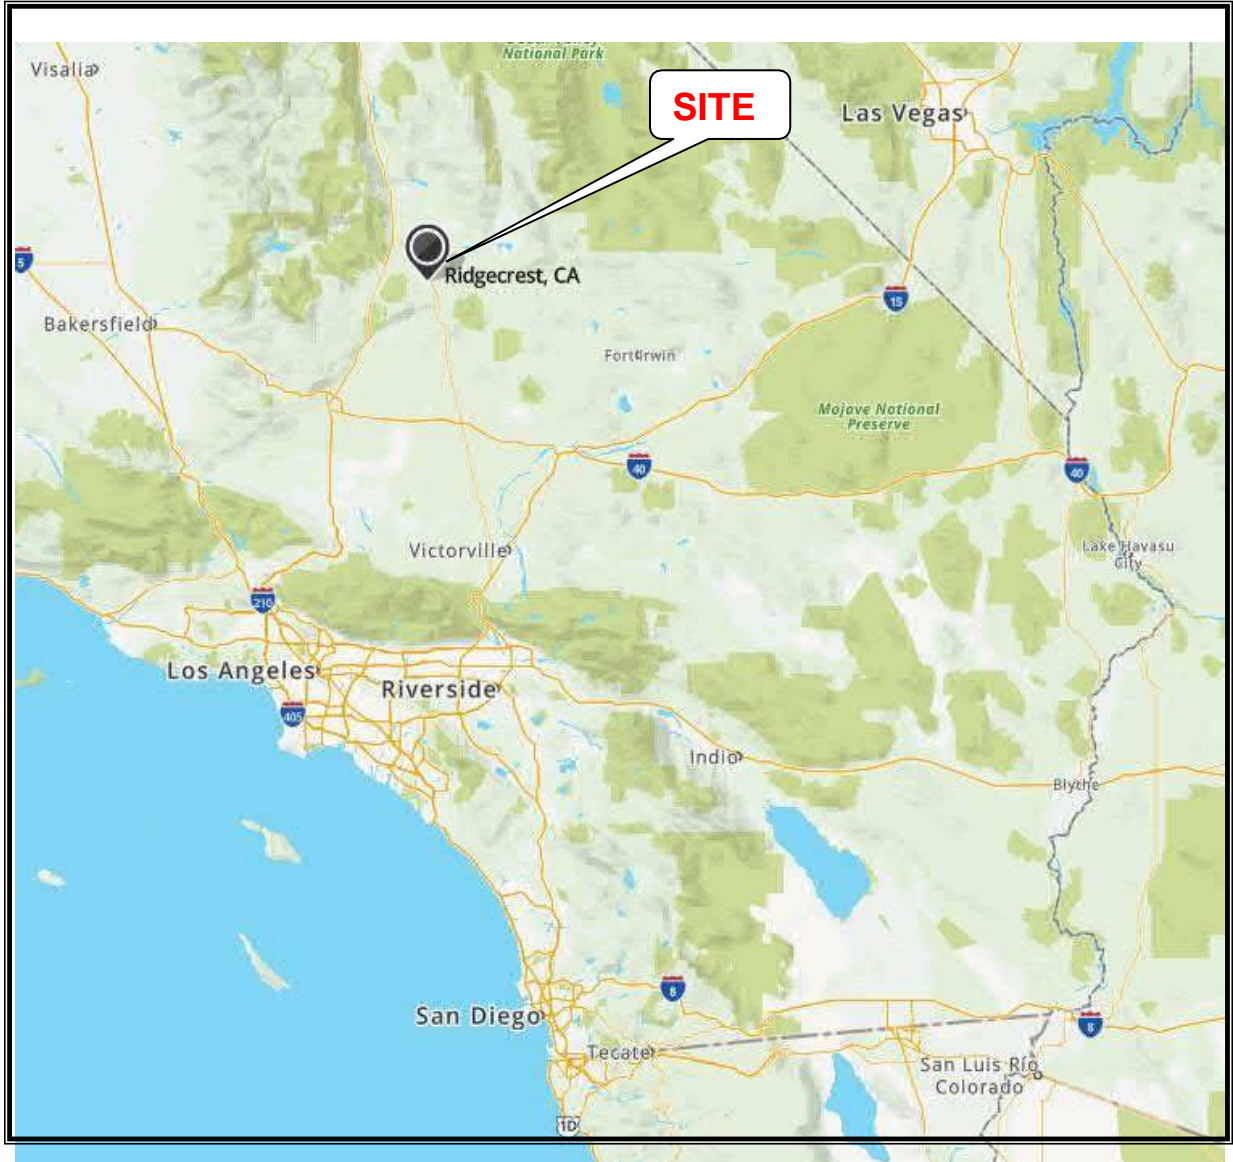 National Park
Visalia
SITE
Las Vegas
5
Ridgecrest, CA
15
Bakersfield
Fort Irwin
Mojave National
Preserve
40
40
Victorville
Lake Havasu
City
210
Los Angeles
Riverside
405
Indio
Blythe
8
San Diego
8
Tecate
San Luis Río
Colorado
1D